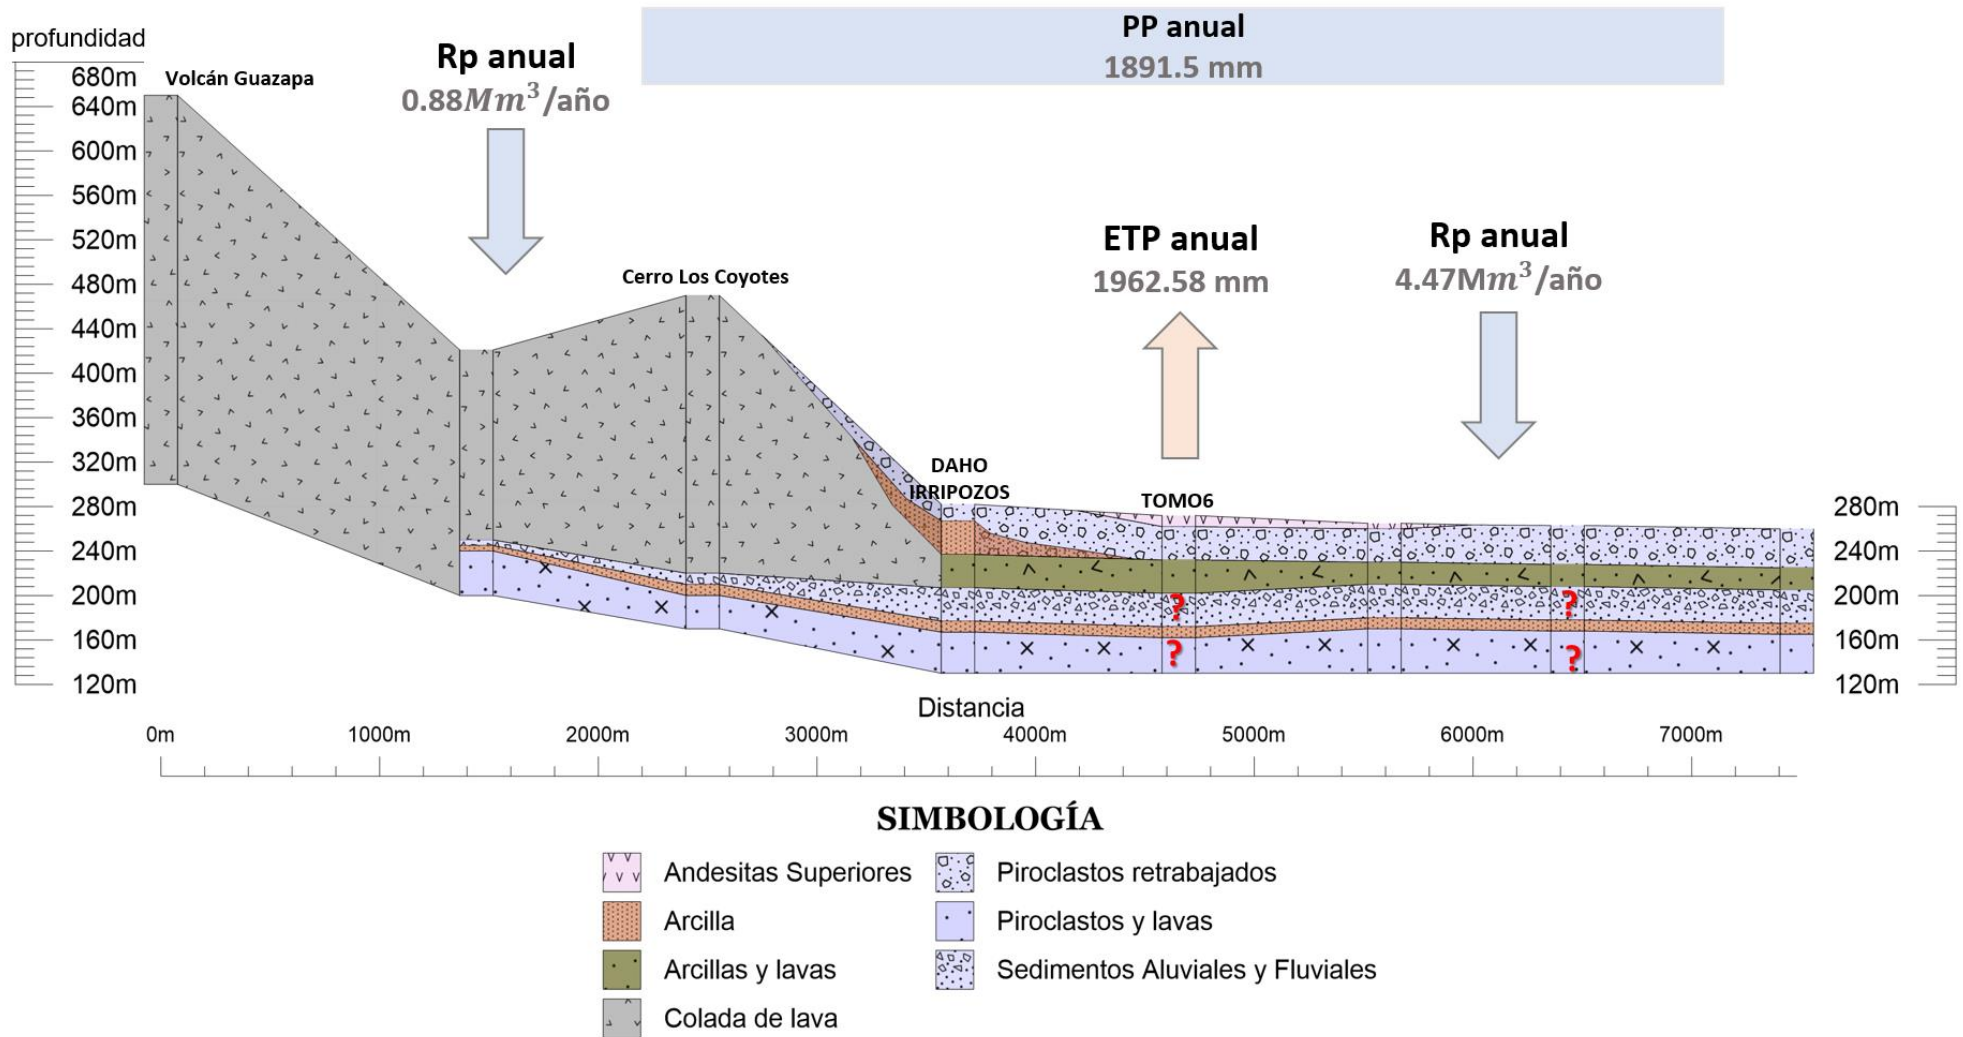 profundidad
680m
640m
600m
560m
520m
480m
440m
400m
360m
320m
280m
240m
200m
160m
120m
Volcán Guazapa
Rp anual
0.88Mm³/año
PP anual
1891.5 mm
Cerro Los Coyotes
ETP anual
1962.58 mm
Rp anual
4.47Mm³/año
DAHO
IRRIPOZOS
TOMO6
?
?
?
?
280m
240m
200m
160m
120m
Distancia
0m 1000m 2000m 3000m 4000m 5000m 6000m 7000m
SIMBOLOGÍA
Andesitas Superiores
Arcilla
Arcillas y lavas
Colada de lava
Piroclastos retrabajados
Piroclastos y lavas
Sedimentos Aluviales y Fluviales